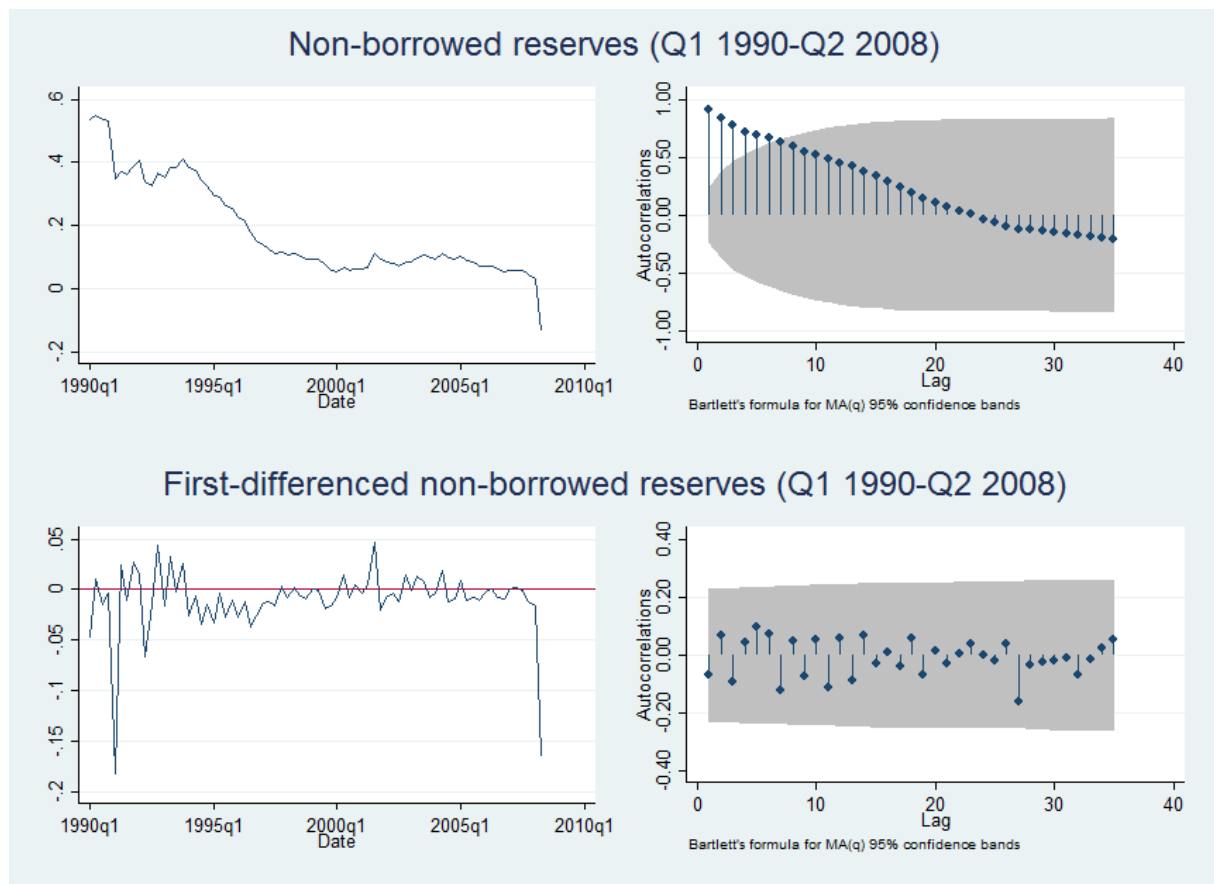 Non-borrowed reserves (Q1 1990-Q2 2008)
.6
.4
.2
0
-.2
1990q1 1995q1 2000q1 2005q1 2010q1
Date
Autocorrelations
1.00
0.50
0.00
-0.50
-1.00
0 10 20 30 40
Lag
Bartlett's formula for MA(q) 95% confidence bands
First-differenced non-borrowed reserves (Q1 1990-Q2 2008)
.05
0
-.05
-.1
-.15
-.2
1990q1 1995q1 2000q1 2005q1 2010q1
Date
Autocorrelations
0.40
0.20
0.00
-0.20
-0.40
0 10 20 30 40
Lag
Bartlett's formula for MA(q) 95% confidence bands